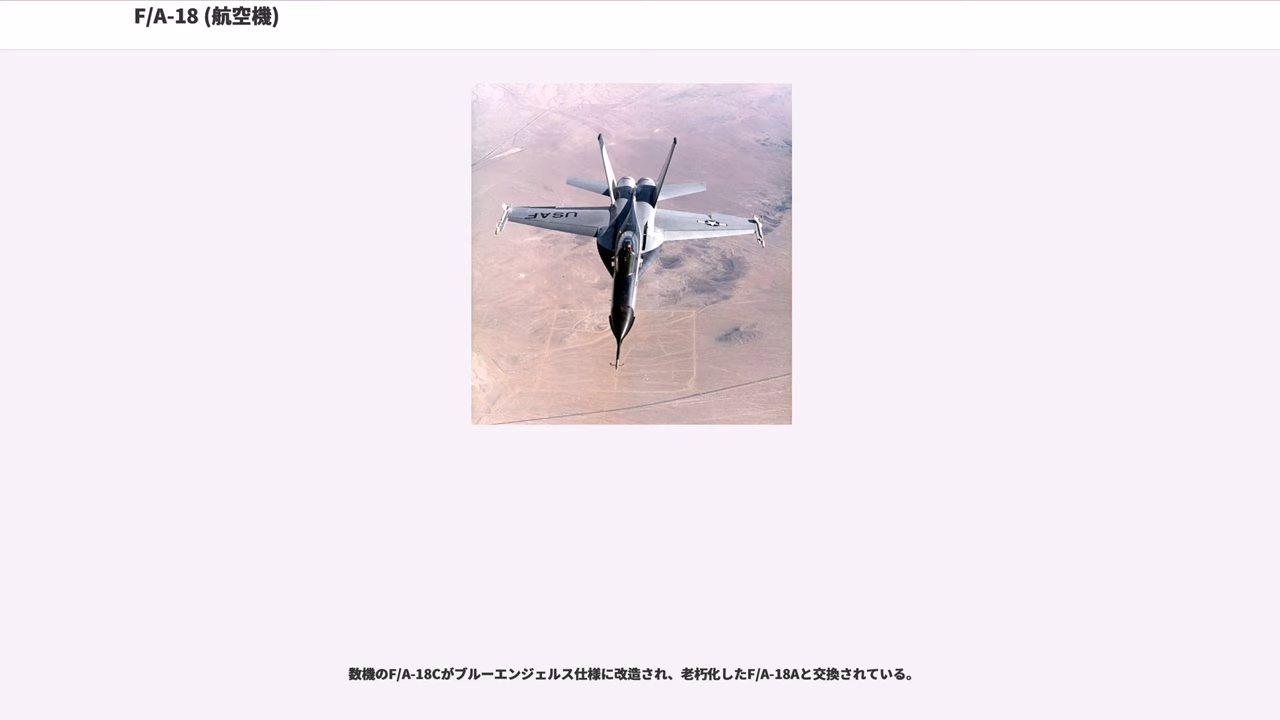 F/A-18 (航空機)
USAF
数機のF/A-18Cがブルーエンジェルス仕様に改造され、老朽化したF/A-18Aと交換されている。